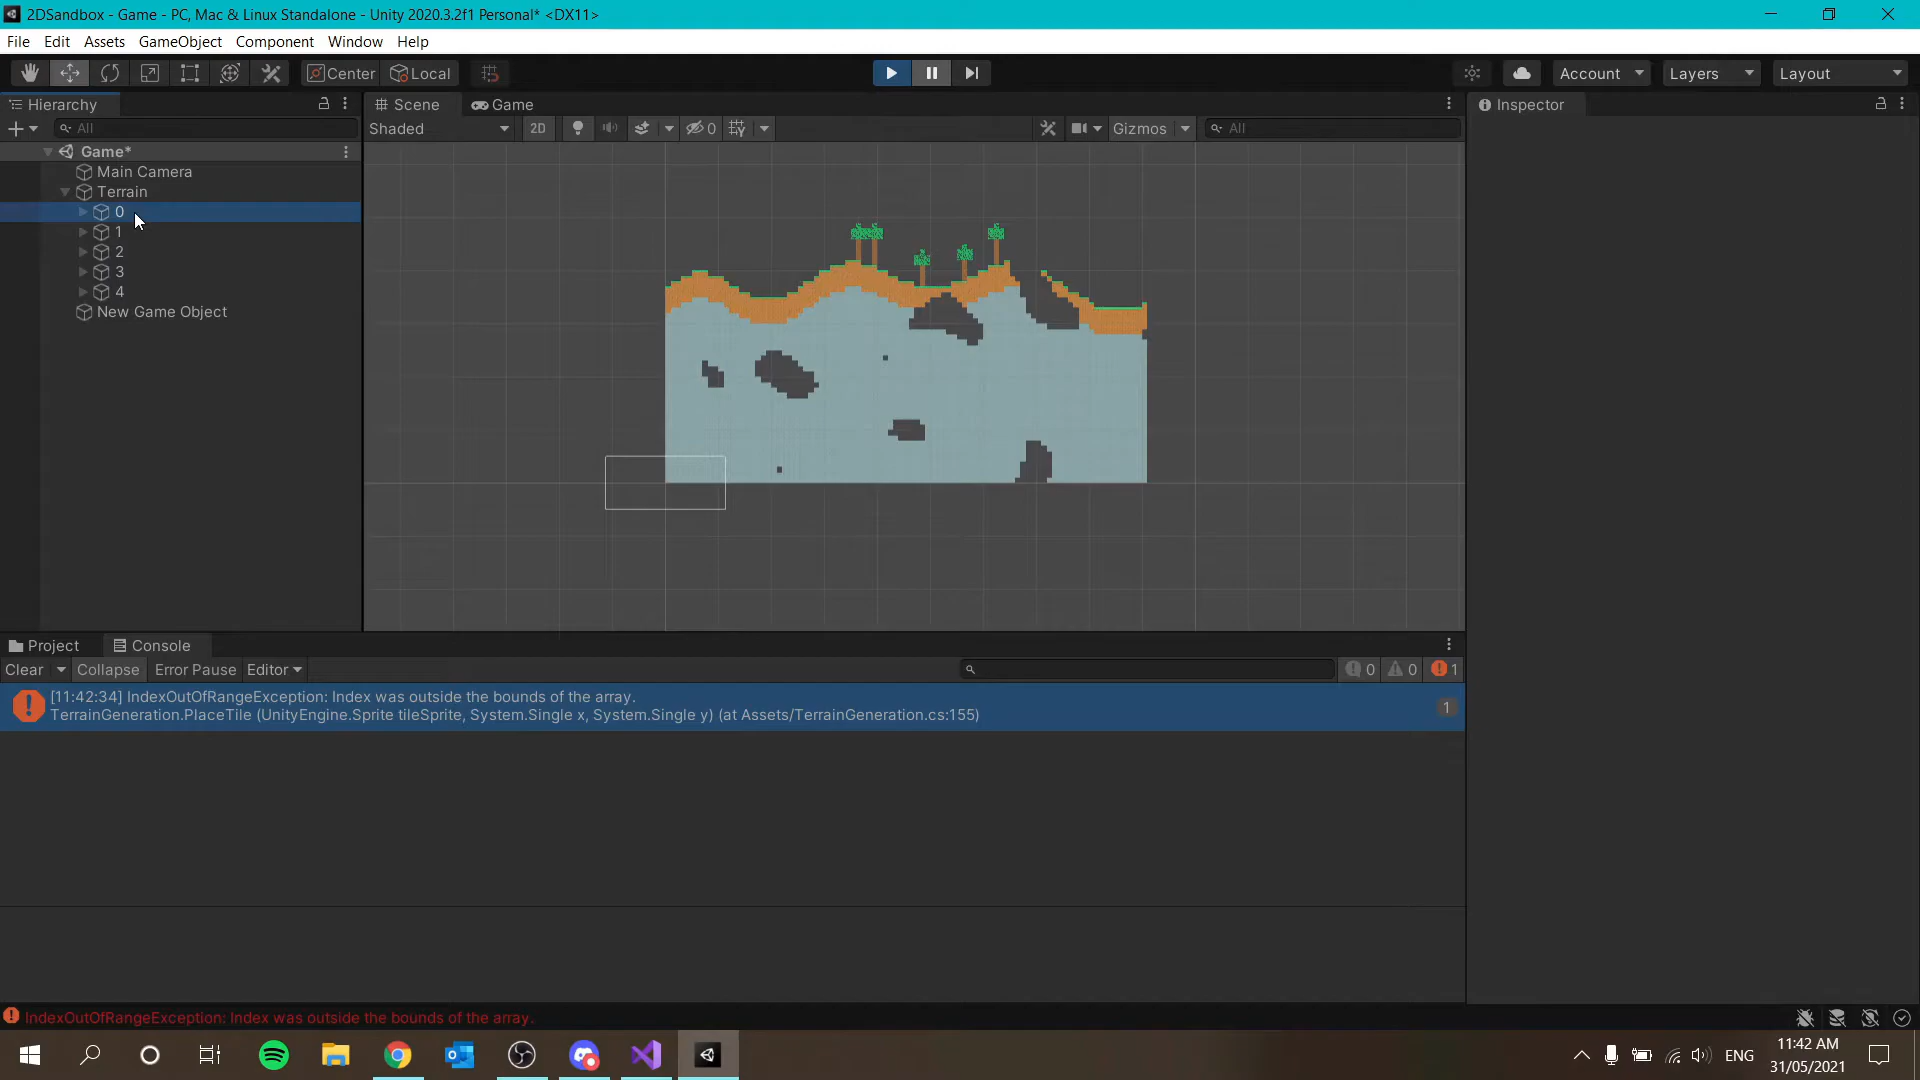 2DSandbox - Game - PC, Mac & Linux Standalone - Unity 2020.3.2f1 Personal* <DX11>
File Edit Assets GameObject Component Window Help
Center Local Account Layers Layout
Hierarchy Scene Game Inspector
All Shaded 2D 0 Gizmos All
Game*
Main Camera
Terrain
0
1
2
3
4
New Game Object
Project Console
Clear Collapse Error Pause Editor 0 0 1
[11:42:34] IndexOutOfRangeException: Index was outside the bounds of the array.
TerrainGeneration.PlaceTile (UnityEngine.Sprite tileSprite, System.Single x, System.Single y) (at Assets/TerrainGeneration.cs:155)
1
IndexOutOfRangeException: Index was outside the bounds of the array.
ENG
11:42 AM
31/05/2021